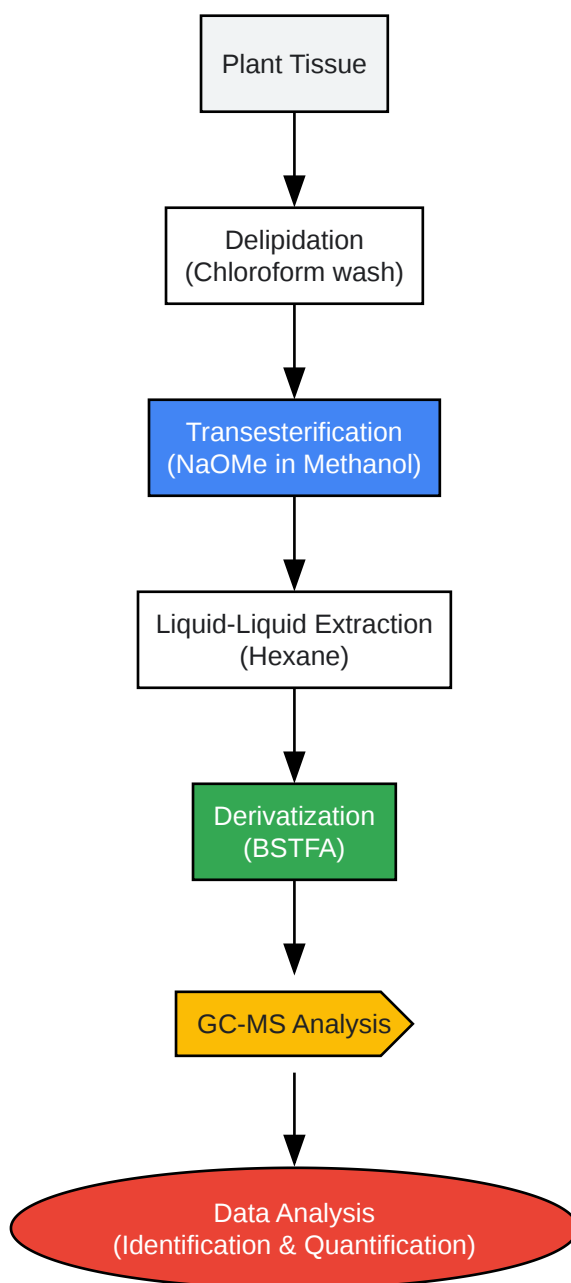 Plant Tissue
Delipidation
(Chloroform wash)
Transesterification
(NaOMe in Methanol)
Liquid-Liquid Extraction
(Hexane)
Derivatization
(BSTFA)
GC-MS Analysis
Data Analysis
(Identification & Quantification)